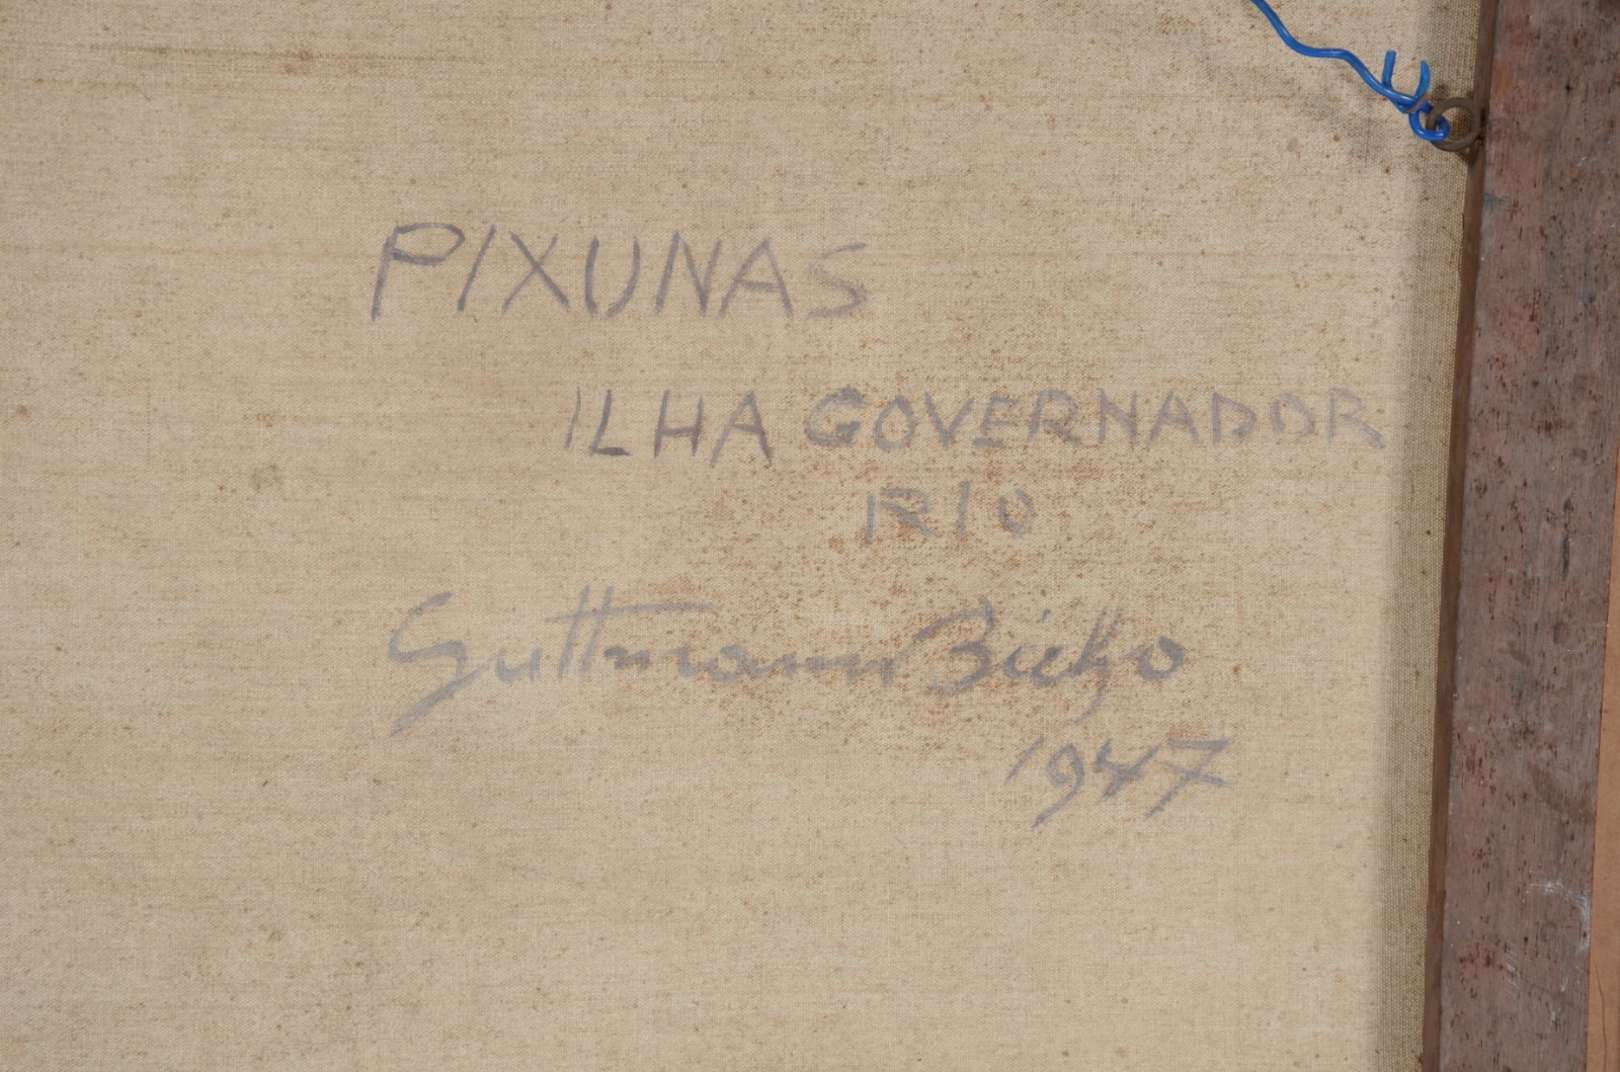 PIXUNAS
ILHA GOVERNADOR
RIO
Guttmann Bicho
1947